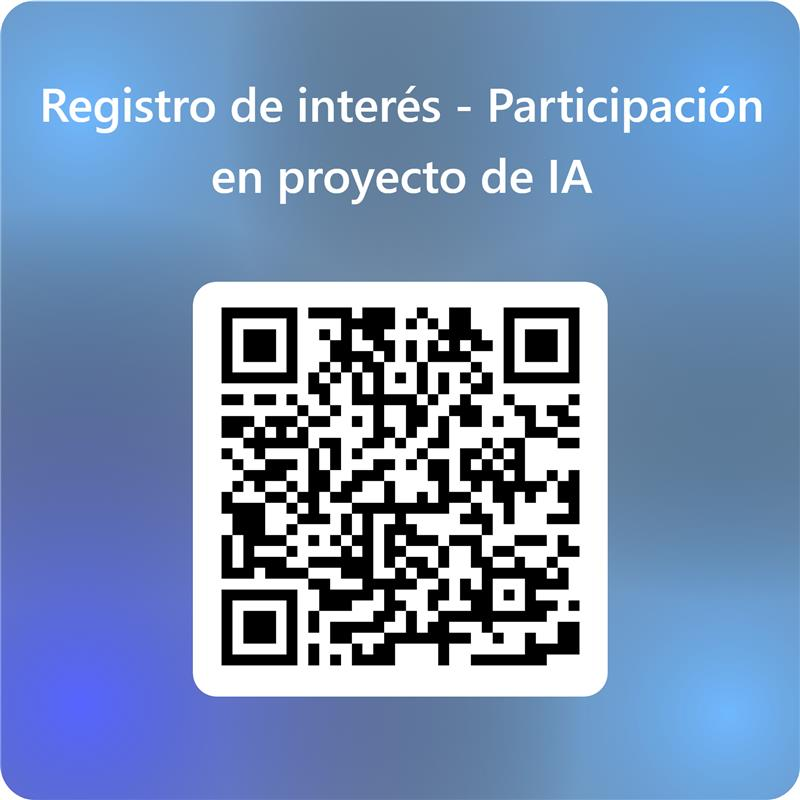 Registro de interés - Participación
en proyecto de IA